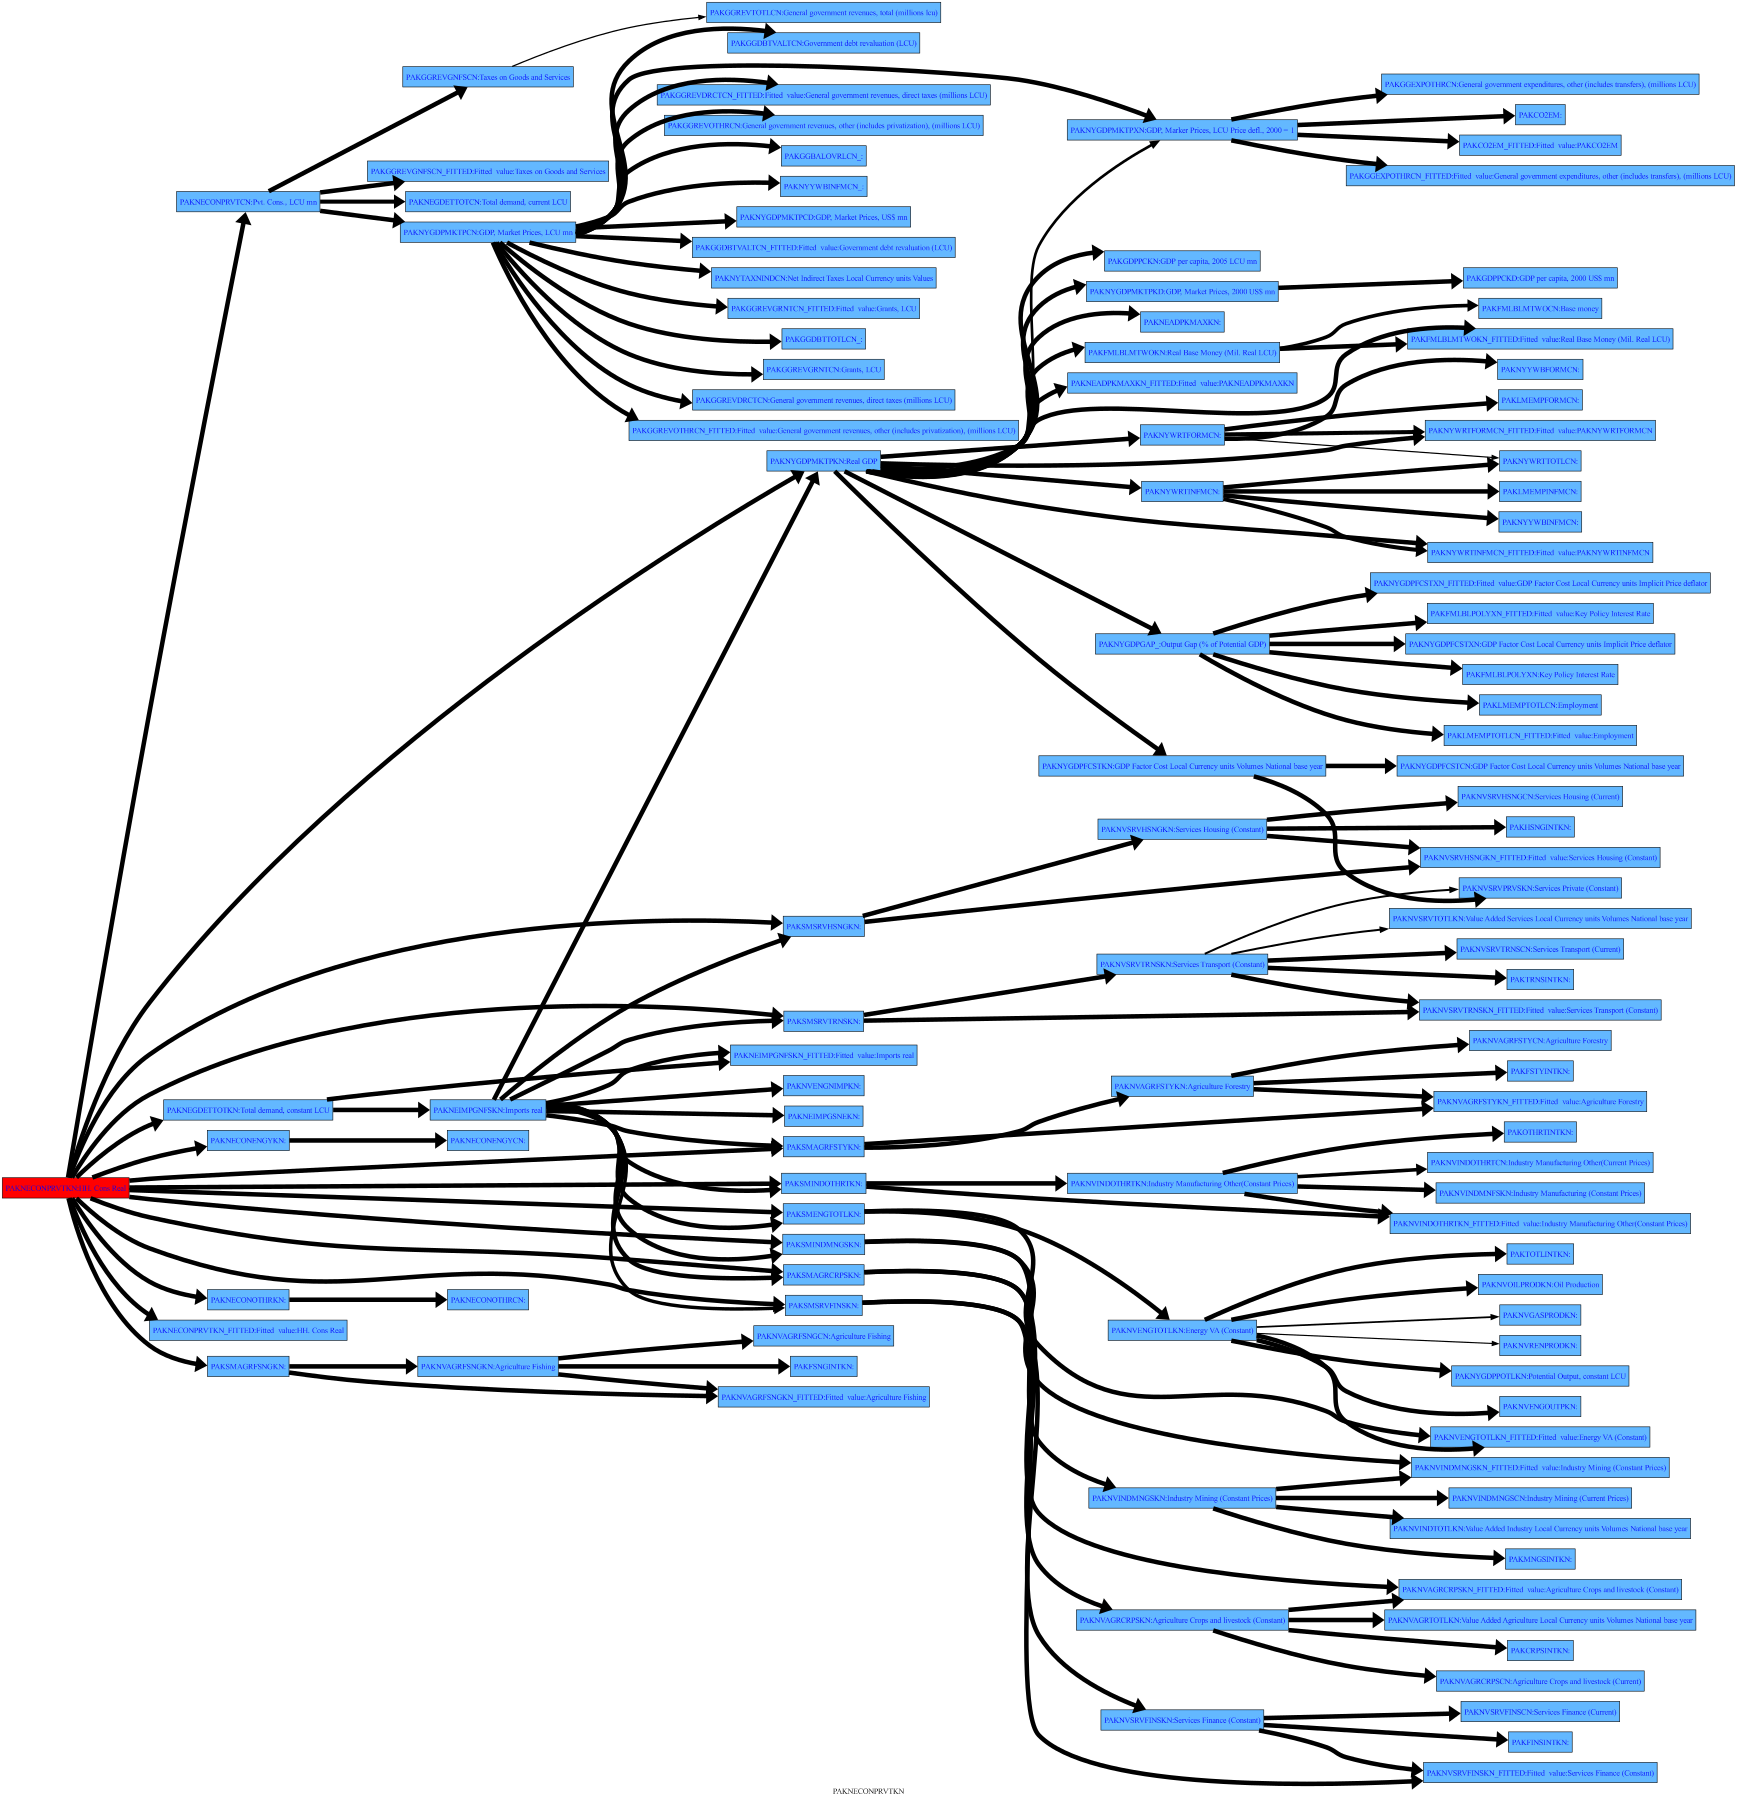 PAKGGREVTOTLCN:General government revenues, total (millions lcu)
PAKGGDBTVALTCN:Government debt revaluation (LCU)
PAKGGREVGNFSCN:Taxes on Goods and Services
PAKGGREVDRCTCN_FITTED:Fitted  value:General government revenues, direct taxes (millions LCU)
PAKGGEXPOTHRCN:General government expenditures, other (includes transfers), (millions LCU)
PAKCO2EM:
PAKGGREVOTHRCN:General government revenues, other (includes privatization), (millions LCU)
PAKNYGDPMKTPXN:GDP, Marker Prices, LCU Price defl., 2000 = 1
PAKCO2EM_FITTED:Fitted  value:PAKCO2EM
PAKGGBALOVRLCN_:
PAKGGREVGNFSCN_FITTED:Fitted  value:Taxes on Goods and Services
PAKGGEXPOTHRCN_FITTED:Fitted  value:General government expenditures, other (includes transfers), (millions LCU)
PAKNYYWBINFMCN_:
PAKNECONPRVTCN:Pvt. Cons., LCU mn
PAKNEGDETTOTCN:Total demand, current LCU
PAKNYGDPMKTPCD:GDP, Market Prices, US$ mn
PAKNYGDPMKTPCN:GDP, Market Prices, LCU mn
PAKGGDBTVALTCN_FITTED:Fitted  value:Government debt revaluation (LCU)
PAKGDPPCKN:GDP per capita, 2005 LCU mn
PAKNYTAXNINDCN:Net Indirect Taxes Local Currency units Values
PAKGDPPCKD:GDP per capita, 2000 US$ mn
PAKNYGDPMKTPKD:GDP, Market Prices, 2000 US$ mn
PAKGGREVGRNTCN_FITTED:Fitted  value:Grants, LCU
PAKFMLBLMTWOCN:Base money
PAKNEADPKMAXKN:
PAKGGDBTTOTLCN_:
PAKFMLBLMTWOKN_FITTED:Fitted  value:Real Base Money (Mil. Real LCU)
PAKFMLBLMTWOKN:Real Base Money (Mil. Real LCU)
PAKGGREVGRNTCN:Grants, LCU
PAKNYYWBFORMCN:
PAKNEADPKMAXKN_FITTED:Fitted  value:PAKNEADPKMAXKN
PAKGGREVDRCTCN:General government revenues, direct taxes (millions LCU)
PAKLMEMPFORMCN:
PAKGGREVOTHRCN_FITTED:Fitted  value:General government revenues, other (includes privatization), (millions LCU)
PAKNYWRTFORMCN:
PAKNYWRTFORMCN_FITTED:Fitted  value:PAKNYWRTFORMCN
PAKNYGDPMKTPKN:Real GDP
PAKNYWRTTOTLCN:
PAKNYWRTINFMCN:
PAKLMEMPINFMCN:
PAKNYYWBINFMCN:
PAKNYWRTINFMCN_FITTED:Fitted  value:PAKNYWRTINFMCN
PAKNYGDPFCSTXN_FITTED:Fitted  value:GDP Factor Cost Local Currency units Implicit Price deflator
PAKFMLBLPOLYXN_FITTED:Fitted  value:Key Policy Interest Rate
PAKNYGDPGAP_:Output Gap (% of Potential GDP)
PAKNYGDPFCSTXN:GDP Factor Cost Local Currency units Implicit Price deflator
PAKFMLBLPOLYXN:Key Policy Interest Rate
PAKLMEMPTOTLCN:Employment
PAKLMEMPTOTLCN_FITTED:Fitted  value:Employment
PAKNYGDPFCSTKN:GDP Factor Cost Local Currency units Volumes National base year
PAKNYGDPFCSTCN:GDP Factor Cost Local Currency units Volumes National base year
PAKNVSRVHSNGCN:Services Housing (Current)
PAKNVSRVHSNGKN:Services Housing (Constant)
PAKHSNGINTKN:
PAKNVSRVHSNGKN_FITTED:Fitted  value:Services Housing (Constant)
PAKNVSRVPRVSKN:Services Private (Constant)
PAKSMSRVHSNGKN:
PAKNVSRVTOTLKN:Value Added Services Local Currency units Volumes National base year
PAKNVSRVTRNSCN:Services Transport (Current)
PAKNVSRVTRNSKN:Services Transport (Constant)
PAKTRNSINTKN:
PAKNVSRVTRNSKN_FITTED:Fitted  value:Services Transport (Constant)
PAKSMSRVTRNSKN:
PAKNVAGRFSTYCN:Agriculture Forestry
PAKNEIMPGNFSKN_FITTED:Fitted  value:Imports real
PAKFSTYINTKN:
PAKNVENGNIMPKN:
PAKNVAGRFSTYKN:Agriculture Forestry
PAKNVAGRFSTYKN_FITTED:Fitted  value:Agriculture Forestry
PAKNEGDETTOTKN:Total demand, constant LCU
PAKNEIMPGNFSKN:Imports real
PAKNEIMPGSNEKN:
PAKOTHRTINTKN:
PAKNECONENGYKN:
PAKNECONENGYCN:
PAKSMAGRFSTYKN:
PAKNVINDOTHRTCN:Industry Manufacturing Other(Current Prices)
PAKNECONPRVTKN:HH. Cons Real
PAKSMINDOTHRTKN:
PAKNVINDOTHRTKN:Industry Manufacturing Other(Constant Prices)
PAKNVINDMNFSKN:Industry Manufacturing (Constant Prices)
PAKSMENGTOTLKN:
PAKNVINDOTHRTKN_FITTED:Fitted  value:Industry Manufacturing Other(Constant Prices)
PAKSMINDMNGSKN:
PAKTOTLINTKN:
PAKSMAGRCRPSKN:
PAKNVOILPRODKN:Oil Production
PAKNECONOTHRKN:
PAKNECONOTHRCN:
PAKSMSRVFINSKN:
PAKNVGASPRODKN:
PAKNECONPRVTKN_FITTED:Fitted  value:HH. Cons Real
PAKNVENGTOTLKN:Energy VA (Constant)
PAKNVAGRFSNGCN:Agriculture Fishing
PAKNVRENPRODKN:
PAKSMAGRFSNGKN:
PAKNVAGRFSNGKN:Agriculture Fishing
PAKFSNGINTKN:
PAKNYGDPPOTLKN:Potential Output, constant LCU
PAKNVAGRFSNGKN_FITTED:Fitted  value:Agriculture Fishing
PAKNVENGOUTPKN:
PAKNVENGTOTLKN_FITTED:Fitted  value:Energy VA (Constant)
PAKNVINDMNGSKN_FITTED:Fitted  value:Industry Mining (Constant Prices)
PAKNVINDMNGSKN:Industry Mining (Constant Prices)
PAKNVINDMNGSCN:Industry Mining (Current Prices)
PAKNVINDTOTLKN:Value Added Industry Local Currency units Volumes National base year
PAKMNGSINTKN:
PAKNVAGRCRPSKN_FITTED:Fitted  value:Agriculture Crops and livestock (Constant)
PAKNVAGRCRPSKN:Agriculture Crops and livestock (Constant)
PAKNVAGRTOTLKN:Value Added Agriculture Local Currency units Volumes National base year
PAKCRPSINTKN:
PAKNVAGRCRPSCN:Agriculture Crops and livestock (Current)
PAKNVSRVFINSCN:Services Finance (Current)
PAKNVSRVFINSKN:Services Finance (Constant)
PAKFINSINTKN:
PAKNVSRVFINSKN_FITTED:Fitted  value:Services Finance (Constant)
PAKNECONPRVTKN